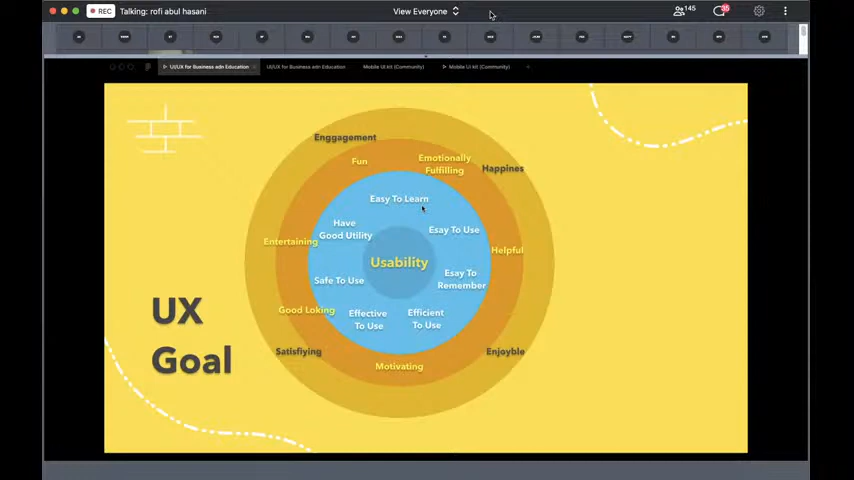 REC
Talking: rofi abul hasani
View Everyone
145
35
UI/UX for Business adn Education
UI/UX for Business adn Education
Mobile UI kit (Community)
Mobile UI kit (Community)
Enggagement
Fun
Emotionally
Fulfilling
Happines
Easy To Learn
Have
Good Utility
Esay To Use
Entertaining
Helpful
Usability
Safe To Use
Esay To
Remember
Good Loking
Effective
To Use
Efficient
To Use
UX
Goal
Satisfiying
Enjoyble
Motivating